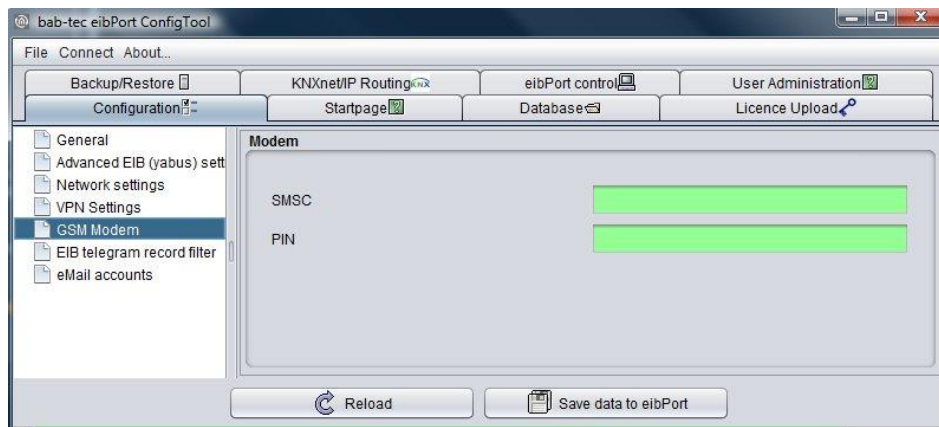 bab-tec eibPort ConfigTool
File Connect About...
Backup/Restore KNXnet/IP Routing KNX eibPort control User Administration
Configuration Startpage Database Licence Upload
General
Advanced EIB (yabus) sett
Network settings
VPN Settings
GSM Modem
EIB telegram record filter
eMail accounts
Modem
SMSC
PIN
Reload Save data to eibPort